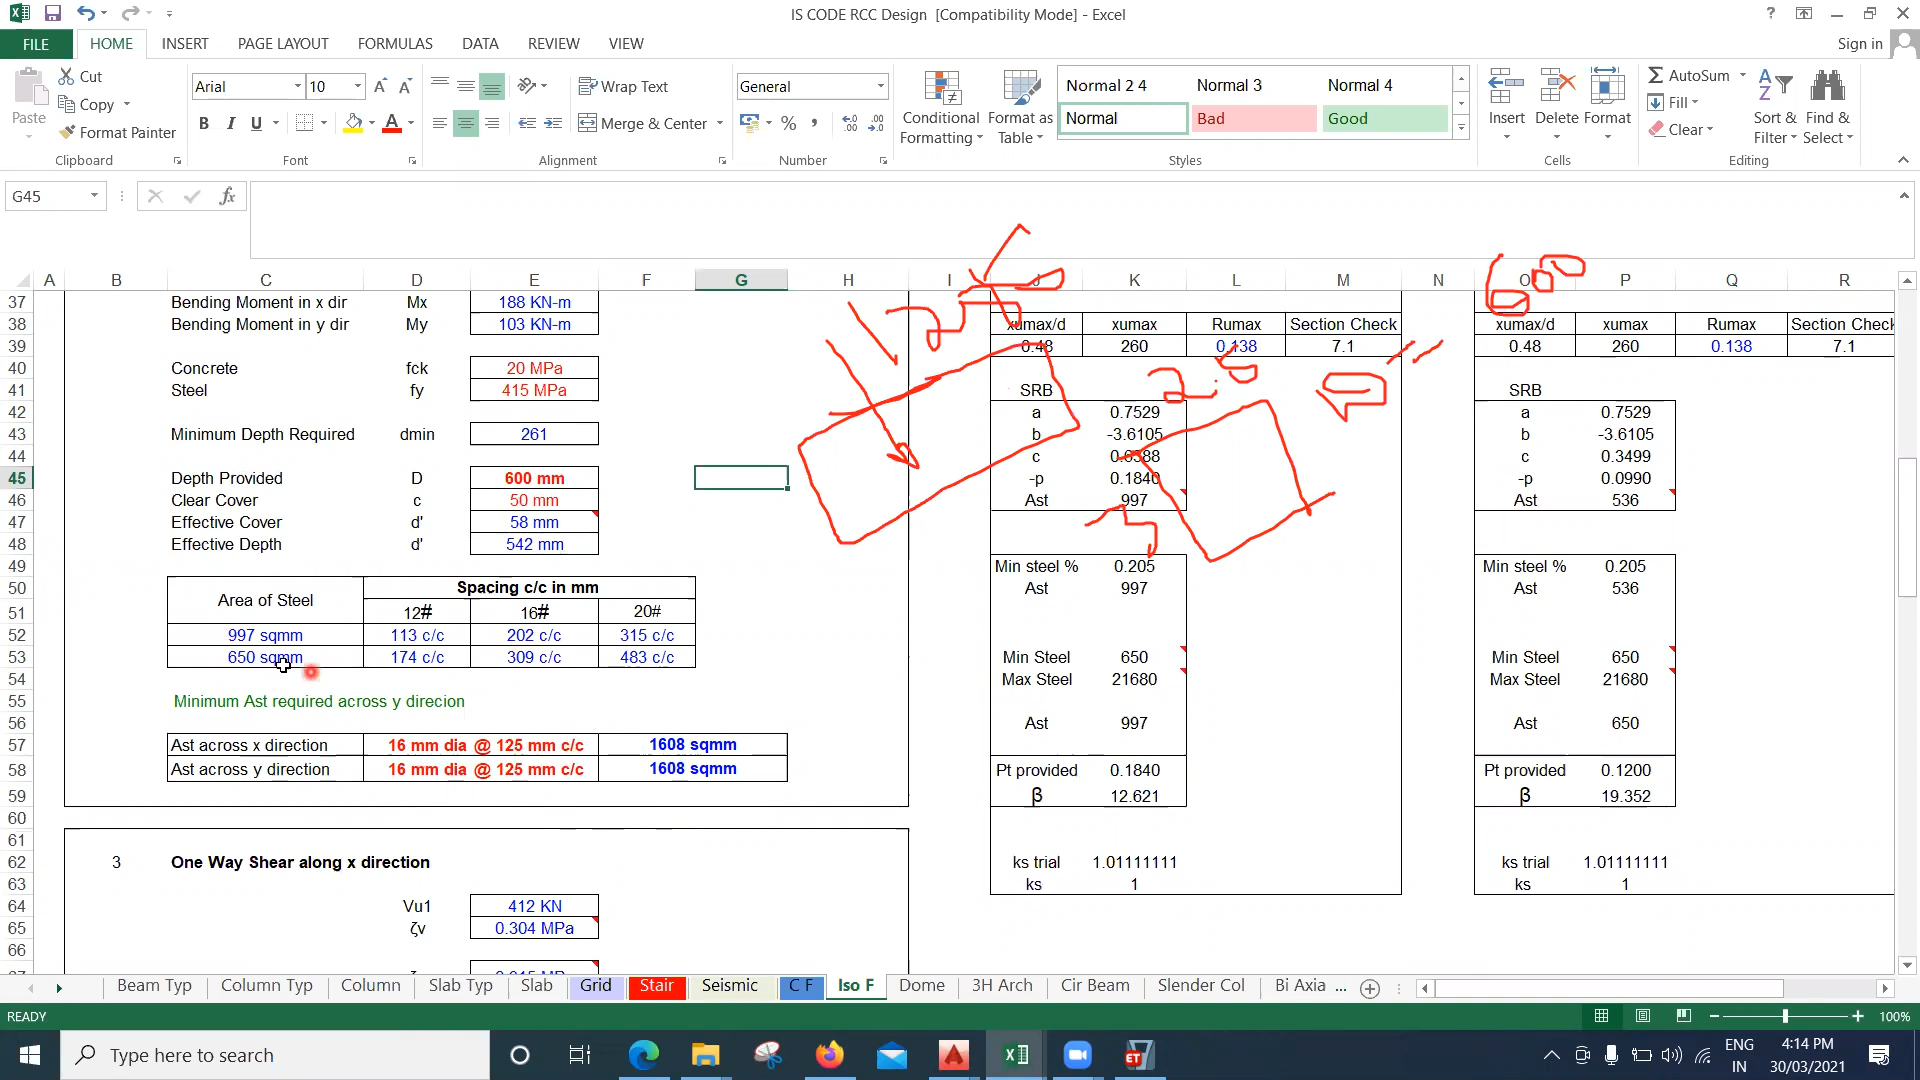 IS CODE RCC Design [Compatibility Mode] - Excel
FILE HOME INSERT PAGE LAYOUT FORMULAS DATA REVIEW VIEW Sign in
Paste Cut Copy Format Painter Clipboard
Arial 10 B I U Font
Wrap Text Merge & Center Alignment
General % , Number
Conditional Formatting Format as Table
Normal 2 4 Normal 3 Normal 4
Normal Bad Good Styles
Insert Delete Format Cells
AutoSum Fill Clear Sort & Filter Find & Select Editing
G45 fx
A B C D E F G H I J K L M N O P Q R
37 Bending Moment in x dir Mx 188 KN-m
38 Bending Moment in y dir My 103 KN-m xumax/d xumax Rumax Section Check xumax/d xumax Rumax Section Check
39 0.48 260 0.138 7.1 0.48 260 0.138 7.1
40 Concrete fck 20 MPa
41 Steel fy 415 MPa SRB SRB
42 a 0.7529 a 0.7529
43 Minimum Depth Required dmin 261 b -3.6105 b -3.6105
44 c 0.6388 c 0.3499
45 Depth Provided D 600 mm -p 0.1840 -p 0.0990
46 Clear Cover c 50 mm Ast 997 Ast 536
47 Effective Cover d' 58 mm
48 Effective Depth d' 542 mm
49 Min steel % 0.205 Min steel % 0.205
50 Area of Steel Spacing c/c in mm Ast 997 Ast 536
51 12# 16# 20#
52 997 sqmm 113 c/c 202 c/c 315 c/c
53 650 sqmm 174 c/c 309 c/c 483 c/c Min Steel 650 Min Steel 650
54 Max Steel 21680 Max Steel 21680
55 Minimum Ast required across y direcion
56 Ast 997 Ast 650
57 Ast across x direction 16 mm dia @ 125 mm c/c 1608 sqmm
58 Ast across y direction 16 mm dia @ 125 mm c/c 1608 sqmm Pt provided 0.1840 Pt provided 0.1200
59 β 12.621 β 19.352
60
61
62 3 One Way Shear along x direction ks trial 1.01111111 ks trial 1.01111111
63 ks 1 ks 1
64 Vu1 412 KN
65 ζv 0.304 MPa
66
600
2.5
3
Beam Typ Column Typ Column Slab Typ Slab Grid Stair Seismic C F Iso F Dome 3H Arch Cir Beam Slender Col Bi Axia ...
READY 100%
Type here to search ENG IN 4:14 PM 30/03/2021